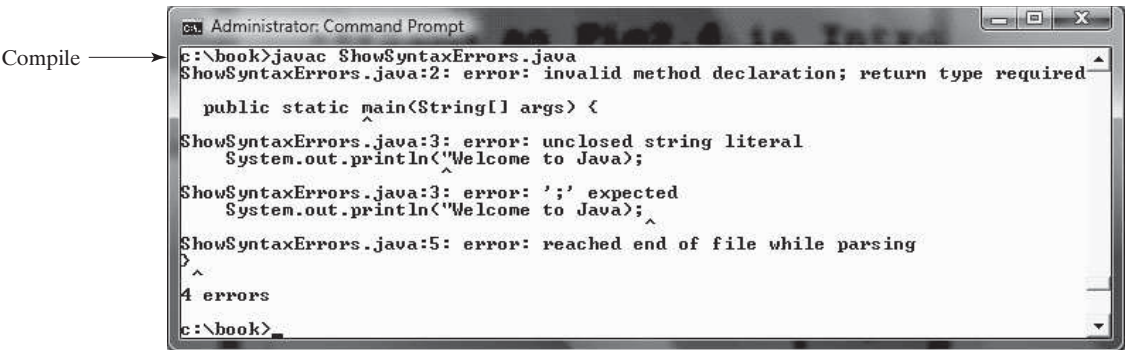 Administrator: Command Prompt
Compile
c:\book>javac ShowSyntaxErrors.java
ShowSyntaxErrors.java:2: error: invalid method declaration; return type required
public static main(String[] args) {
^
ShowSyntaxErrors.java:3: error: unclosed string literal
System.out.println("Welcome to Java);
^
ShowSyntaxErrors.java:3: error: ';' expected
System.out.println("Welcome to Java);
^
ShowSyntaxErrors.java:5: error: reached end of file while parsing
}
^
4 errors
c:\book>_